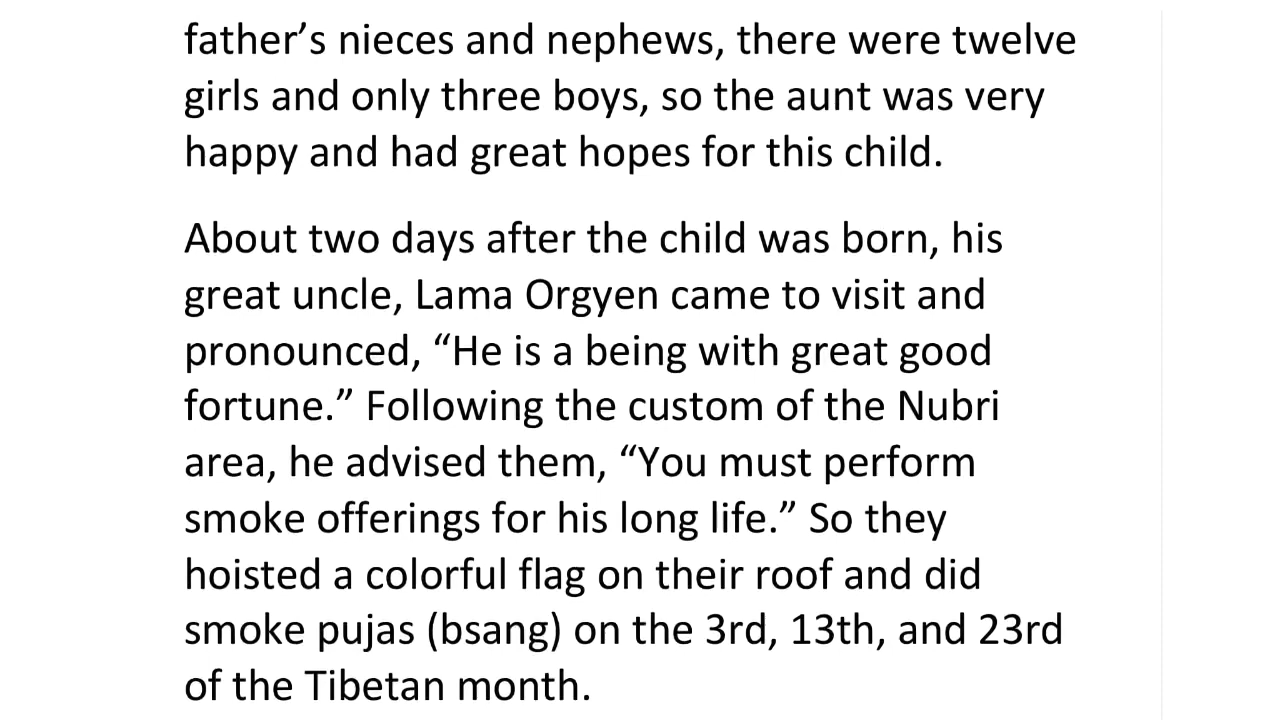 father’s nieces and nephews, there were twelve
girls and only three boys, so the aunt was very
happy and had great hopes for this child.
About two days after the child was born, his
great uncle, Lama Orgyen came to visit and
pronounced, “He is a being with great good
fortune.” Following the custom of the Nubri
area, he advised them, “You must perform
smoke offerings for his long life.” So they
hoisted a colorful flag on their roof and did
smoke pujas (bsang) on the 3rd, 13th, and 23rd
of the Tibetan month.